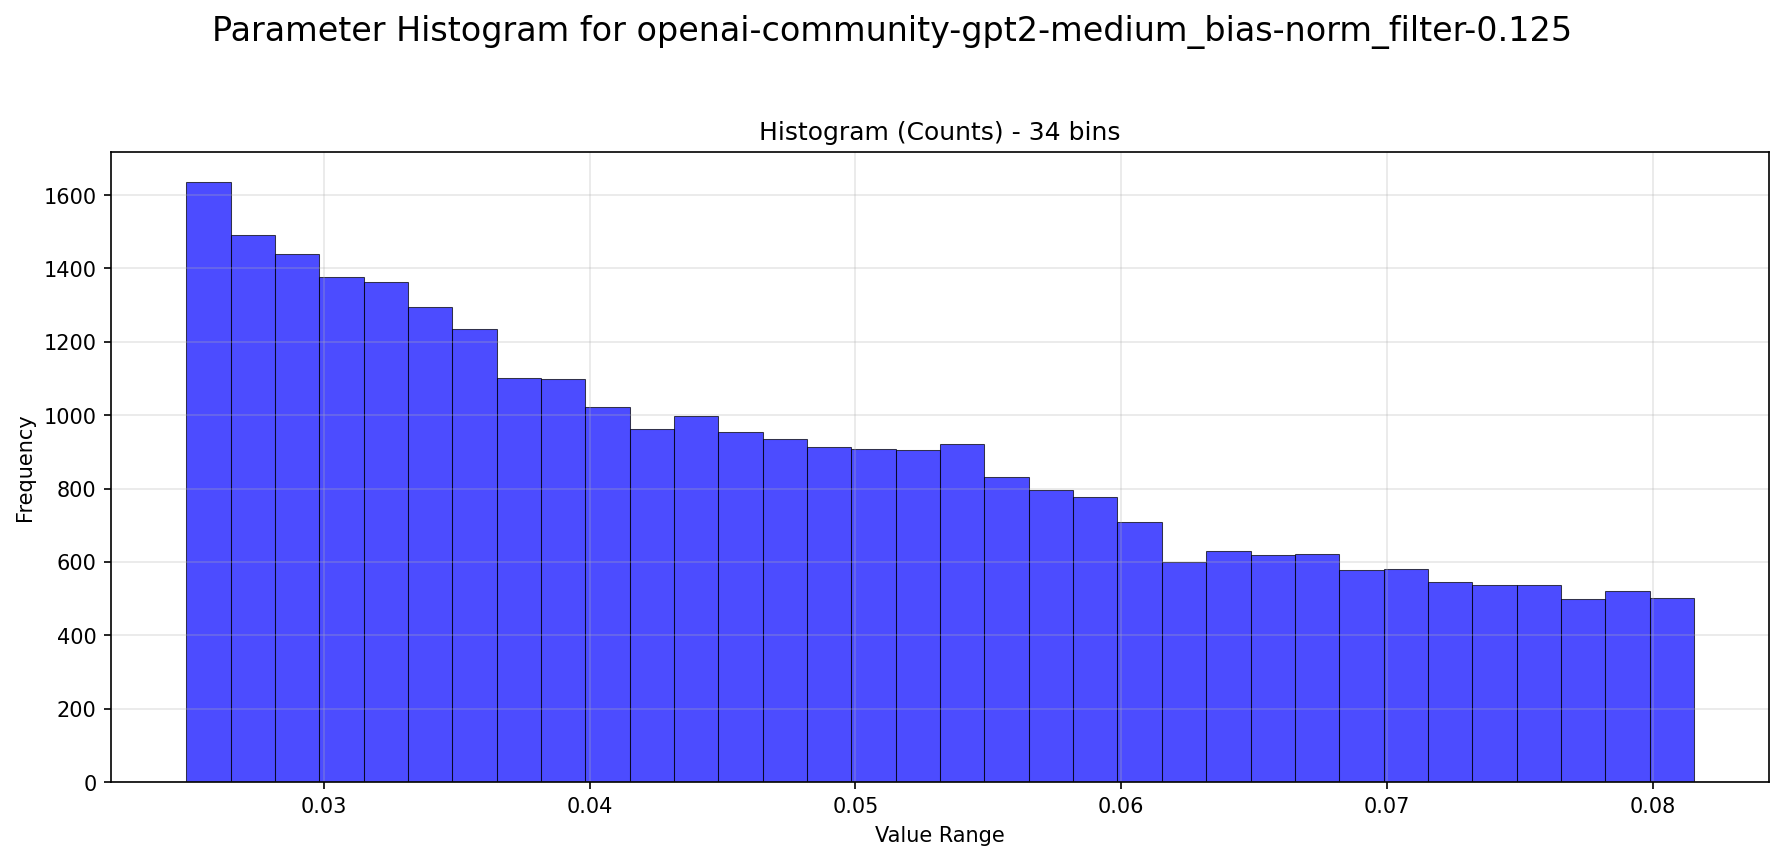 Parameter Histogram for openai-community-gpt2-medium_bias-norm_filter-0.125
Histogram (Counts) - 34 bins
Frequency
1600
1400
1200
1000
800
600
400
200
0
0.03 0.04 0.05 0.06 0.07 0.08
Value Range